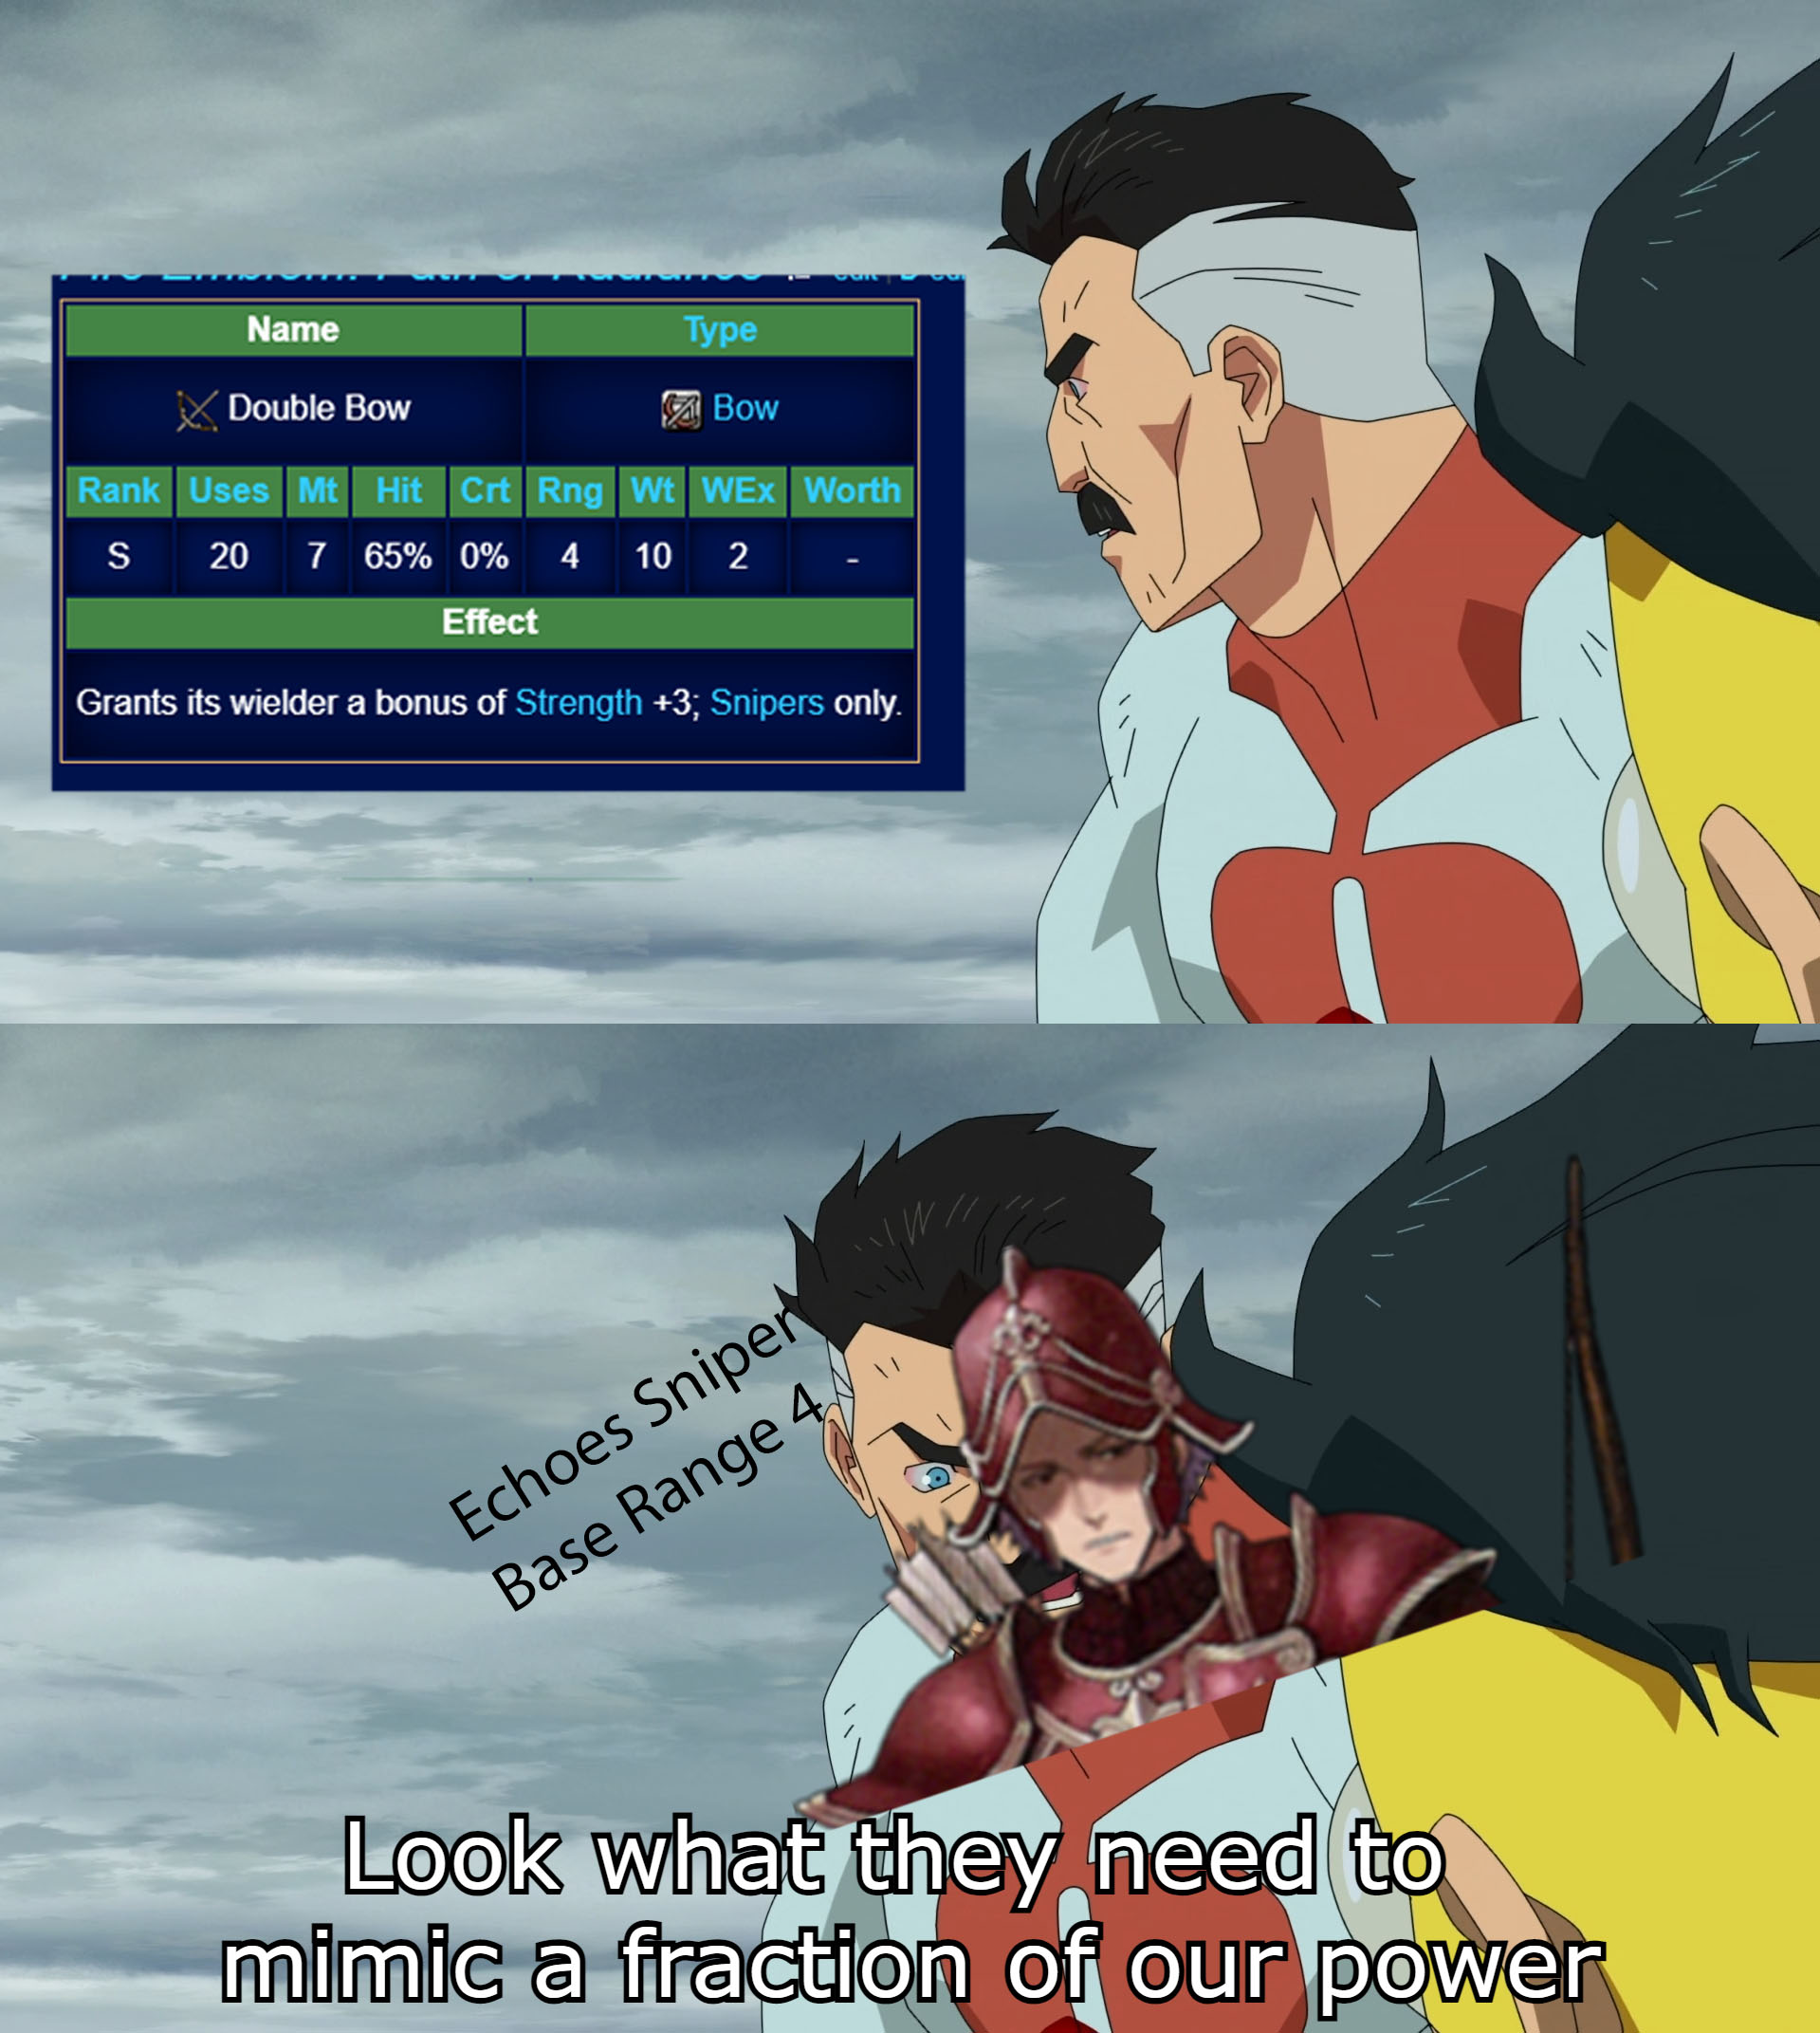 Name Type
Double Bow Bow
Rank Uses Mt Hit Crt Rng Wt WEx Worth
S 20 7 65% 0% 4 10 2 -
Effect
Grants its wielder a bonus of Strength +3; Snipers only.
Echoes Sniper
Base Range 4
Look what they need to
mimic a fraction of our power